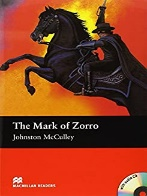 The Mark of Zorro
Johnston McCulley
MACMILLAN READERS